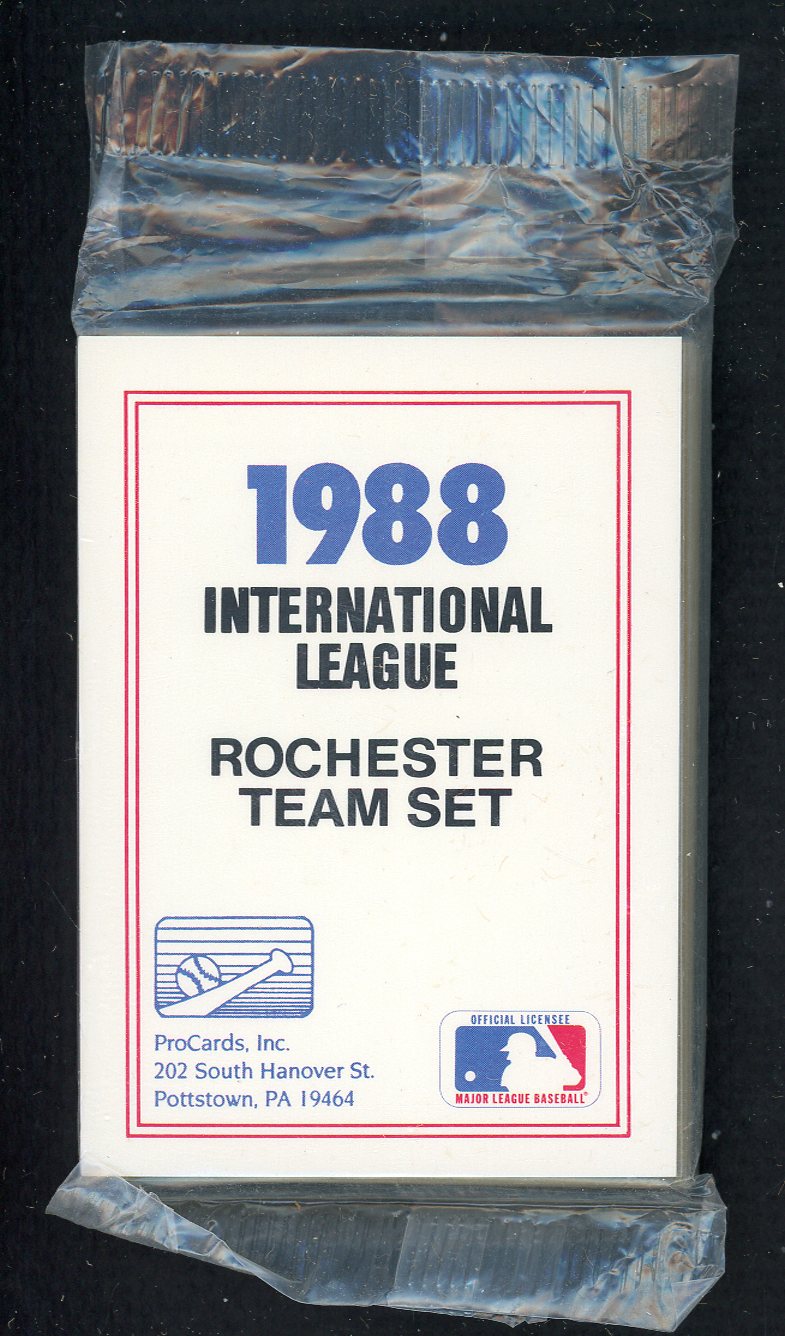 1988
INTERNATIONAL
LEAGUE
ROCHESTER
TEAM SET
ProCards, Inc.
202 South Hanover St.
Pottstown, PA 19464
OFFICIAL LICENSEE
MAJOR LEAGUE BASEBALL®